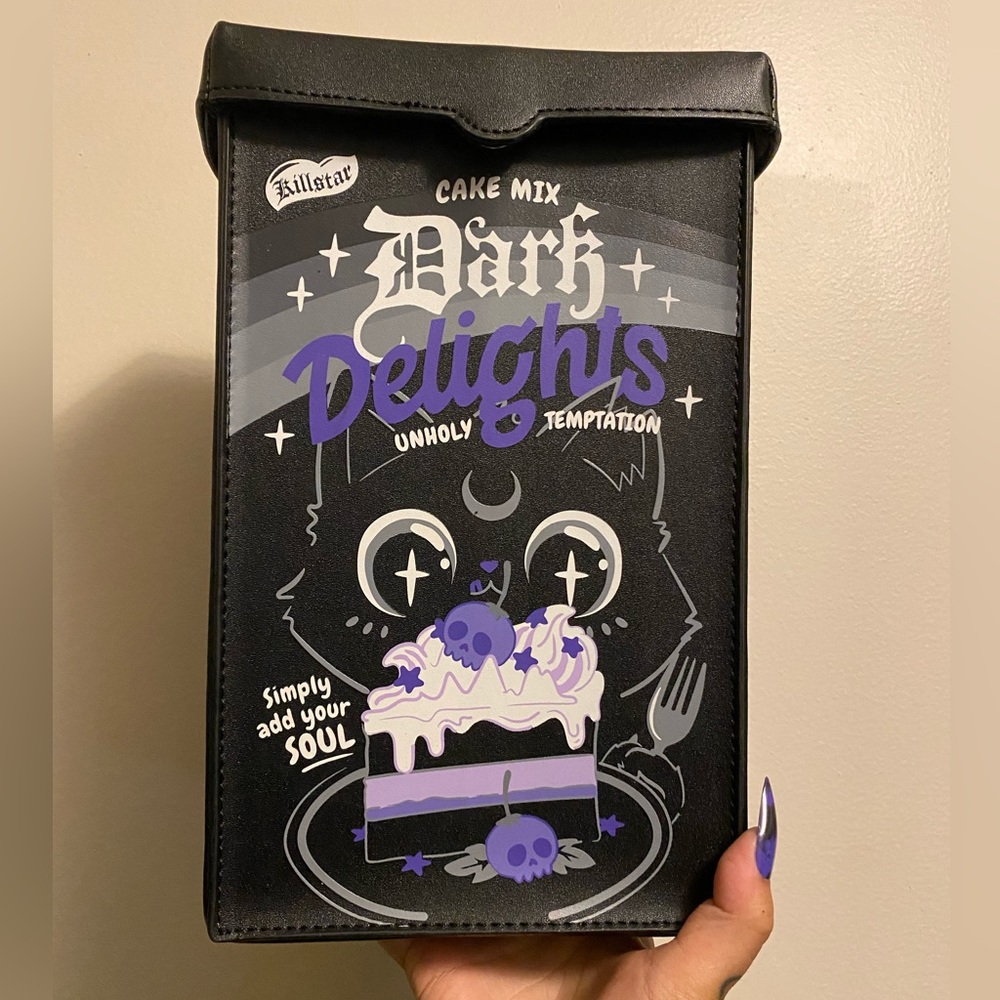 Killstar
CAKE MIX
Dark
Delights
UNHOLY TEMPTATION
Simply
add your
SOUL